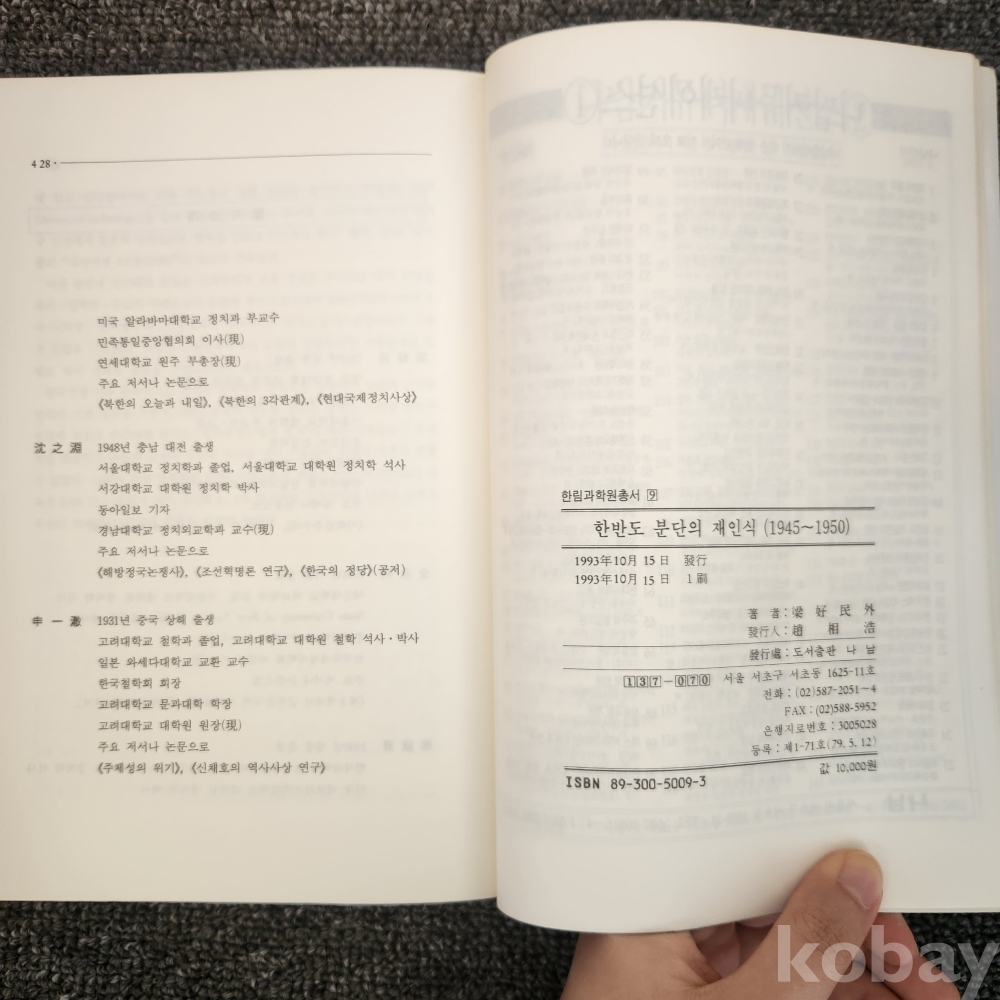 4 28 ·
미국 알라바마대학교 정치과 부교수
민족통일중앙협의회 이사(現)
연세대학교 원주 부총장(現)
주요 저서나 논문으로
《북한의 오늘과 내일》, 《북한의 3각관계》, 《현대국제정치사상》
沈之淵 1948년 충남 대전 출생
서울대학교 정치학과 졸업, 서울대학교 대학원 정치학 석사
서강대학교 대학원 정치학 박사
동아일보 기자
경남대학교 정치외교학과 교수(現)
주요 저서나 논문으로
《해방정국논쟁사》, 《조선혁명론 연구》, 《한국의 정당》(공저)
申一澈 1931년 중국 상해 출생
고려대학교 철학과 졸업, 고려대학교 대학원 철학 석사·박사
일본 와세다대학교 교환 교수
한국철학회 회장
고려대학교 문과대학 학장
고려대학교 대학원 원장(現)
주요 저서나 논문으로
《주체성의 위기》, 《신채호의 역사사상 연구》
한림과학원총서 9
한반도 분단의 재인식 (1945~1950)
1993年10月 15日 發行
1993年10月 15日 1刷
著者:梁好民 外
發行人:趙相浩
發行處:도서출판 나남
137-070 서울 서초구 서초동 1625-11호
전화:(02)587-2051~4
FAX:(02)588-5952
은행지로번호:3005028
등록:제1-71호(79. 5. 12)
값 10,000원
ISBN 89-300-5009-3
kobay